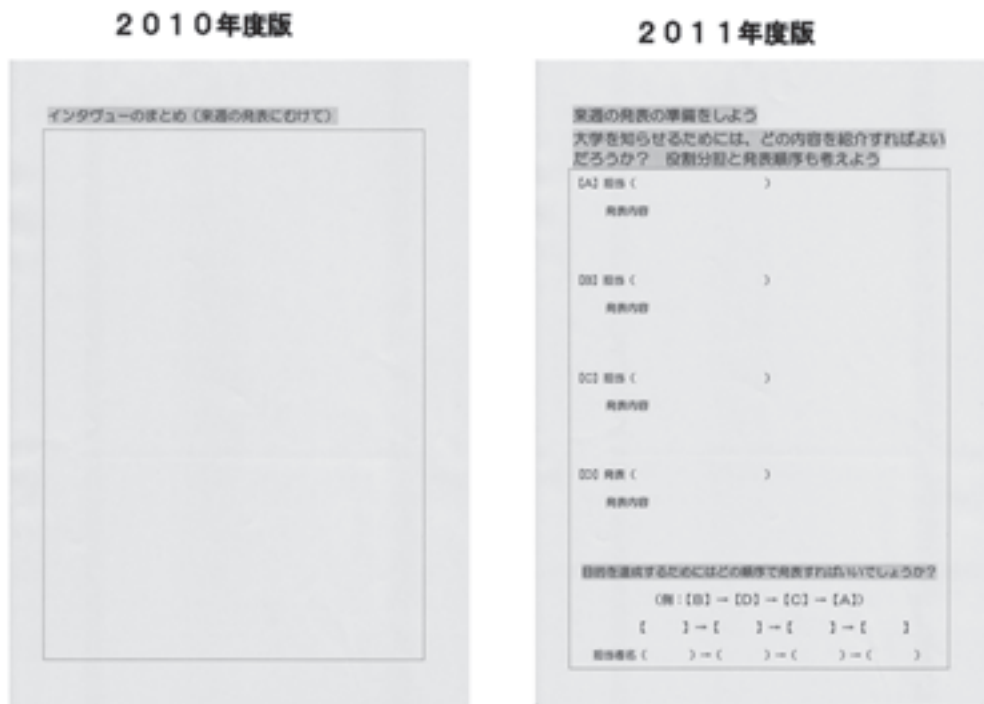 ２０１０年度版
インタヴューのまとめ（来週の発表にむけて）
２０１１年度版
来週の発表の準備をしよう
大学を知らせるためには、どの内容を紹介すればよい
だろうか？　役割分担と発表順序も考えよう
【A】担当（　　　　　　　　）
発表内容
【B】担当（　　　　　　　　）
発表内容
【C】担当（　　　　　　　　）
発表内容
【D】発表（　　　　　　　　）
発表内容
目的を達成するためにはどの順序で発表すればいいでしょうか？
（例：【B】→【D】→【C】→【A】）
【　　】→【　　】→【　　】→【　　】
担当者名（　　）→（　　）→（　　）→（　　）